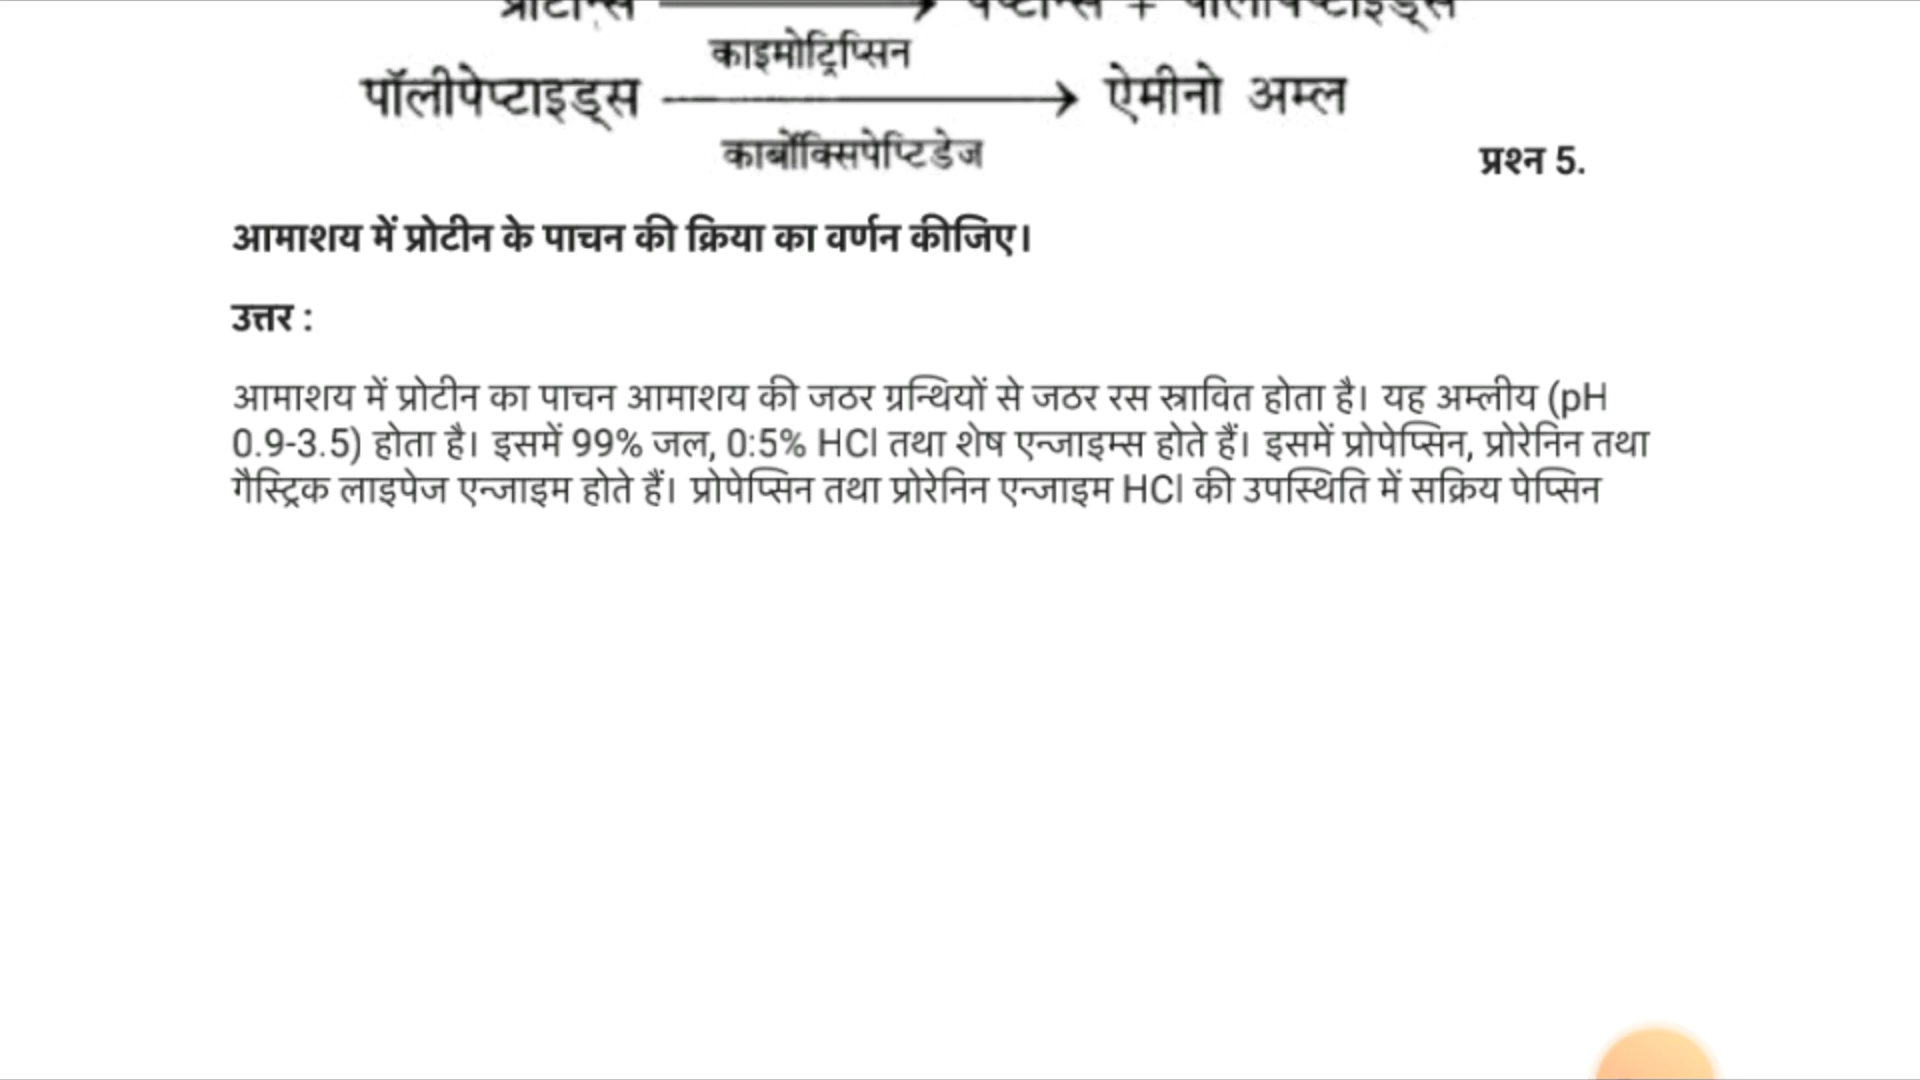 काइमोट्रिप्सिन
पॉलीपेप्टाइड्स → ऐमीनो अम्ल
कार्बोक्सिपेप्टिडेज
प्रश्न 5.
आमाशय में प्रोटीन के पाचन की क्रिया का वर्णन कीजिए।
उत्तर :
आमाशय में प्रोटीन का पाचन आमाशय की जठर ग्रन्थियों से जठर रस स्रावित होता है। यह अम्लीय (pH
0.9-3.5) होता है। इसमें 99% जल, 0:5% HCl तथा शेष एन्जाइम्स होते हैं। इसमें प्रोपेप्सिन, प्रोरेनिन तथा
गैस्ट्रिक लाइपेज एन्जाइम होते हैं। प्रोपेप्सिन तथा प्रोरेनिन एन्जाइम HCl की उपस्थिति में सक्रिय पेप्सिन